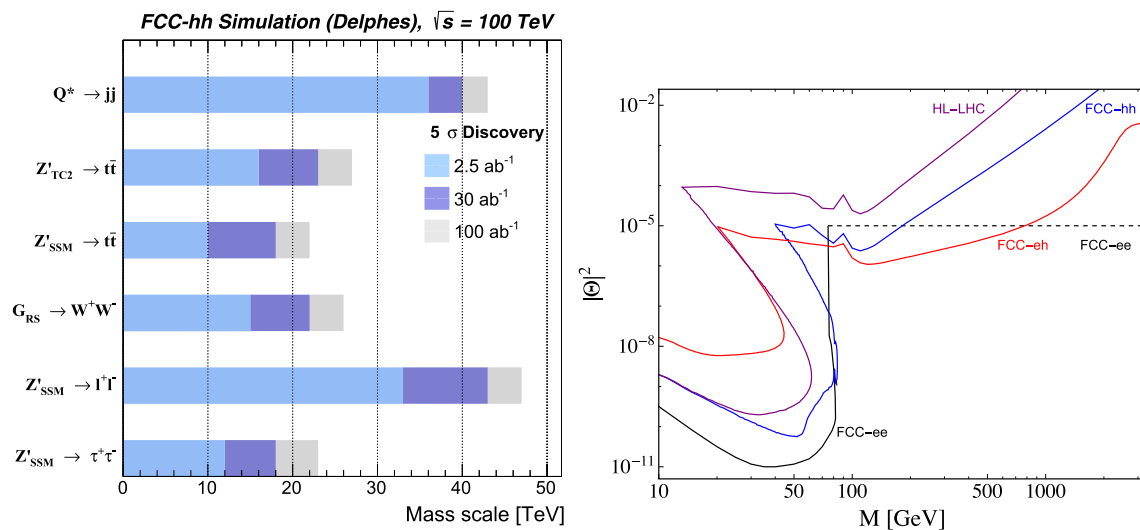 FCC-hh Simulation (Delphes), √s = 100 TeV
Q* → jj
Z'TC2 → tt̄
Z'SSM → tt̄
GRS → W⁺W⁻
Z'SSM → l⁺l⁻
Z'SSM → τ⁺τ⁻
5 σ Discovery
2.5 ab⁻¹
30 ab⁻¹
100 ab⁻¹
0 10 20 30 40 50
Mass scale [TeV]
|Θ|²
10⁻²
10⁻⁵
10⁻⁸
10⁻¹¹
HL-LHC
FCC-hh
FCC-eh
FCC-ee
FCC-ee
10 50 100 500 1000
M [GeV]